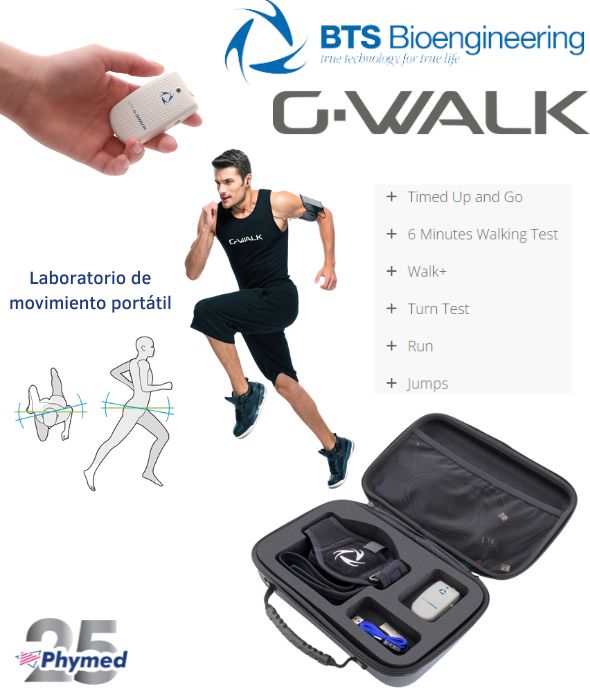 BTS Bioengineering
true technology for true life
G·WALK
G-WALK
+ Timed Up and Go
+ 6 Minutes Walking Test
+ Walk+
+ Turn Test
+ Run
+ Jumps
Laboratorio de
movimiento portátil
25
Phymed